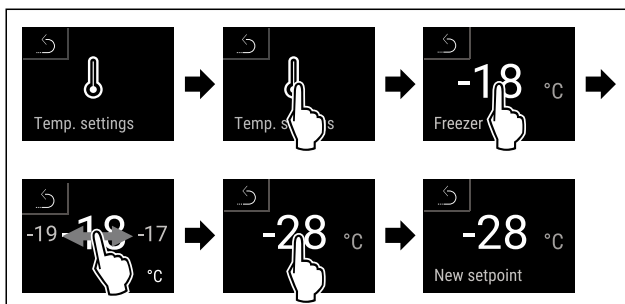 Temp. settings
Temp. s s
-18 °C
Freezer
-19 -18 -17
°C
-28 °C
-28 °C
New setpoint